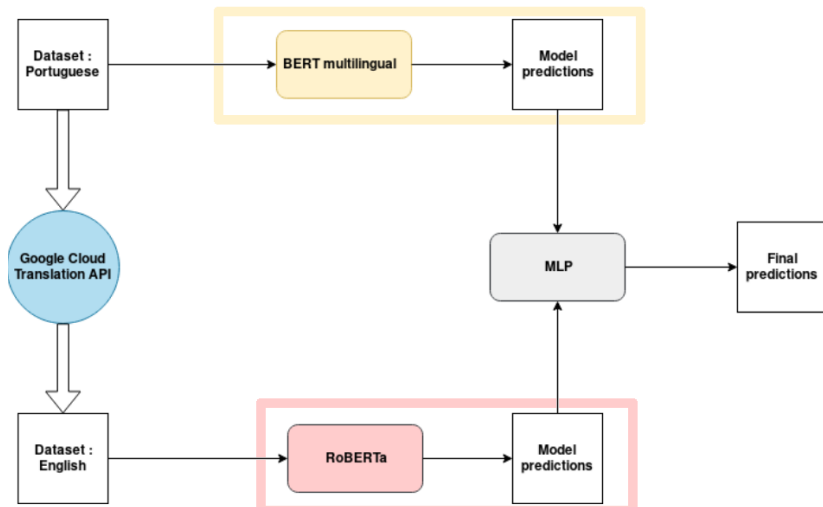 Dataset :
Portuguese
BERT multilingual
Model
predictions
Google Cloud
Translation API
MLP
Final
predictions
Dataset :
English
RoBERTa
Model
predictions